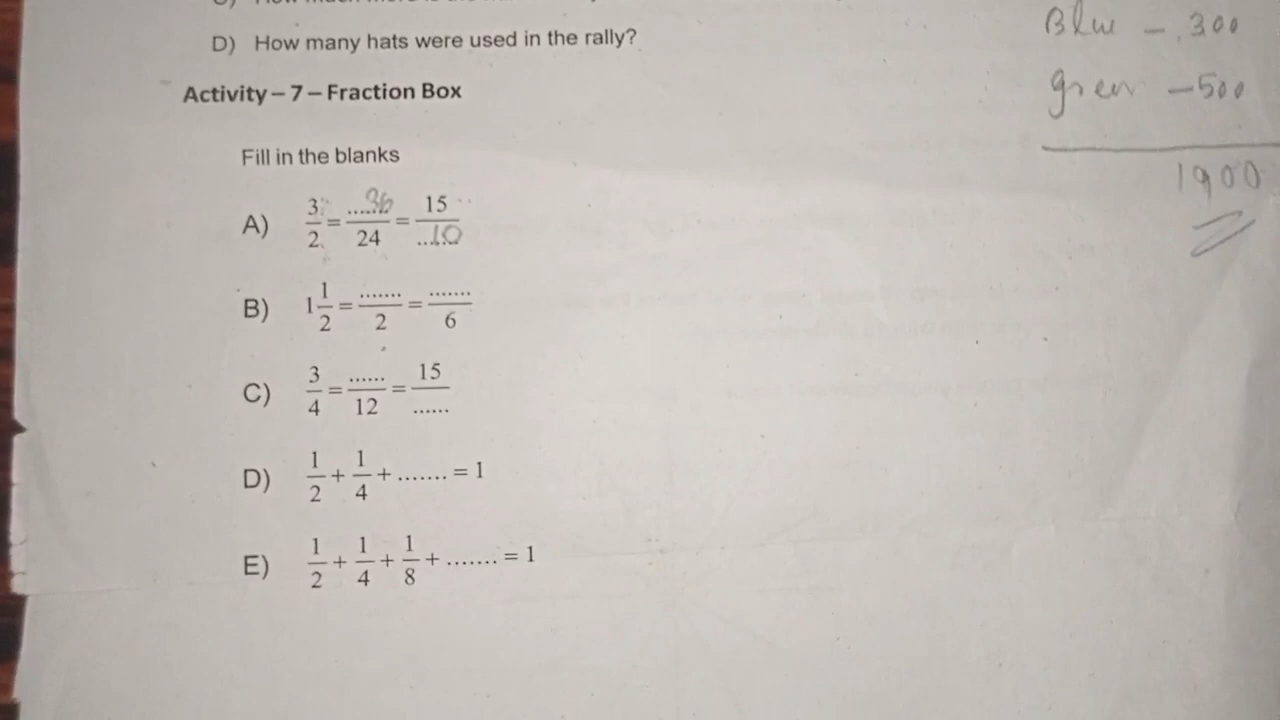 D) How many hats were used in the rally?
Blue - 300
Activity – 7 – Fraction Box
gren - 500
Fill in the blanks
1900
A) 3/2 = ......36/24 = 15/....10
B) 1 1/2 = ......./2 = ......./6
C) 3/4 = ....../12 = 15/......
D) 1/2 + 1/4 + ....... = 1
E) 1/2 + 1/4 + 1/8 + ....... = 1